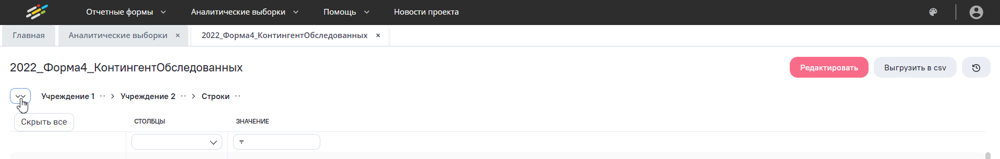 Отчетные формы Аналитические выборки Помощь Новости проекта
Главная Аналитические выборки × 2022_Форма4_КонтингентОбследованных ×
2022_Форма4_КонтингентОбследованных Редактировать Выгрузить в csv
Учреждение 1 ·· > Учреждение 2 ·· > Строки ··
Скрыть все СТОЛБЦЫ ЗНАЧЕНИЕ